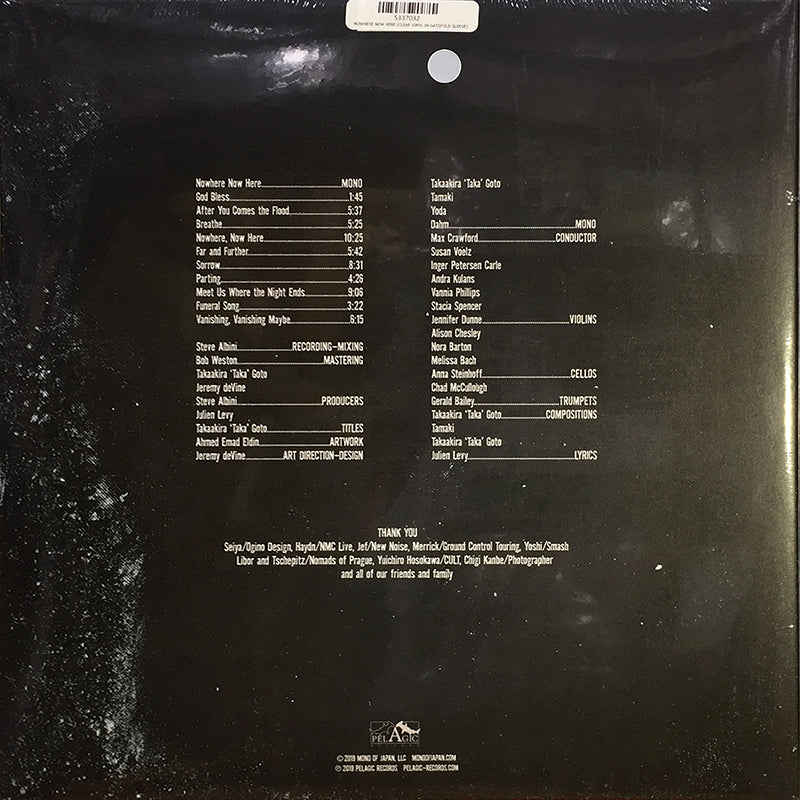 5337032
NOWHERE NOW HERE (CLEAR VINYL IN GATEFOLD SLEEVE)
Nowhere Now Here MONO
God Bless 1:45
After You Comes the Flood 5:37
Breathe 5:25
Nowhere, Now Here 10:25
Far and Further 5:42
Sorrow 8:31
Parting 4:26
Meet Us Where the Night Ends 9:06
Funeral Song 3:22
Vanishing, Vanishing Maybe 6:15
Steve Albini RECORDING–MIXING
Bob Weston MASTERING
Takaakira 'Taka' Goto
Jeremy deVine
Steve Albini PRODUCERS
Julien Levy
Takaakira 'Taka' Goto TITLES
Ahmed Emad Eldin ARTWORK
Jeremy deVine ART DIRECTION–DESIGN
Takaakira 'Taka' Goto
Tamaki
Yoda
Dahm MONO
Max Crawford CONDUCTOR
Susan Voelz
Inger Petersen Carle
Andra Kulans
Vannia Phillips
Stacia Spencer
Jennifer Dunne VIOLINS
Alison Chesley
Nora Barton
Melissa Bach
Anna Steinhoff CELLOS
Chad McCullough
Gerald Bailey TRUMPETS
Takaakira 'Taka' Goto COMPOSITIONS
Tamaki
Takaakira 'Taka' Goto
Julien Levy LYRICS
THANK YOU
Seiya/Ogino Design, Haydn/NMC Live, Jef/New Noise, Merrick/Ground Control Touring, Yoshi/Smash
Libor and Tschepitz/Nomads of Prague, Yuichiro Hosokawa/CULT, Chigi Kanbe/Photographer
and all of our friends and family
PELAGIC
© 2019 MONO OF JAPAN, LLC MONOOFJAPAN.COM
℗ 2019 PELAGIC RECORDS PELAGIC-RECORDS.COM